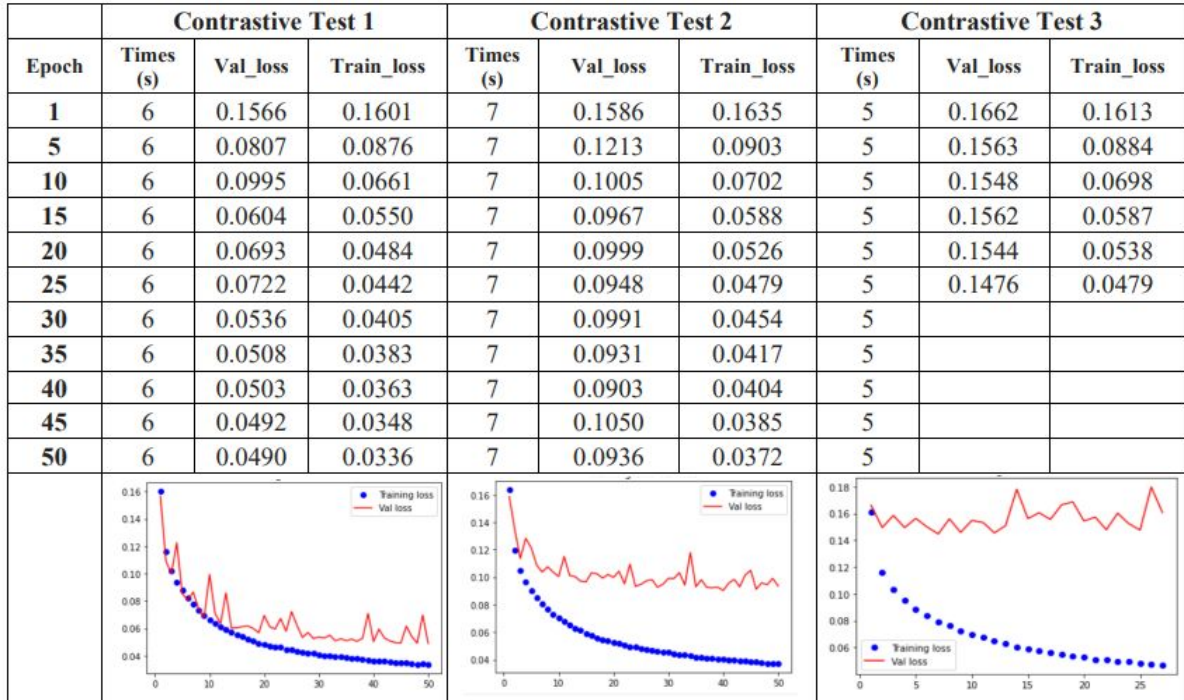 Contrastive Test 1 Contrastive Test 2 Contrastive Test 3
Epoch Times (s) Val_loss Train_loss Times (s) Val_loss Train_loss Times (s) Val_loss Train_loss
1 6 0.1566 0.1601 7 0.1586 0.1635 5 0.1662 0.1613
5 6 0.0807 0.0876 7 0.1213 0.0903 5 0.1563 0.0884
10 6 0.0995 0.0661 7 0.1005 0.0702 5 0.1548 0.0698
15 6 0.0604 0.0550 7 0.0967 0.0588 5 0.1562 0.0587
20 6 0.0693 0.0484 7 0.0999 0.0526 5 0.1544 0.0538
25 6 0.0722 0.0442 7 0.0948 0.0479 5 0.1476 0.0479
30 6 0.0536 0.0405 7 0.0991 0.0454 5
35 6 0.0508 0.0383 7 0.0931 0.0417 5
40 6 0.0503 0.0363 7 0.0903 0.0404 5
45 6 0.0492 0.0348 7 0.1050 0.0385 5
50 6 0.0490 0.0336 7 0.0936 0.0372 5
Training loss
Val loss
0.16
0.14
0.12
0.10
0.08
0.06
0.04
0 10 20 30 40 50
Training loss
Val loss
0.16
0.14
0.12
0.10
0.08
0.06
0.04
0 10 20 30 40 50
0.18
0.16
0.14
0.12
0.10
0.08
0.06
Training loss
Val loss
0 5 10 15 20 25